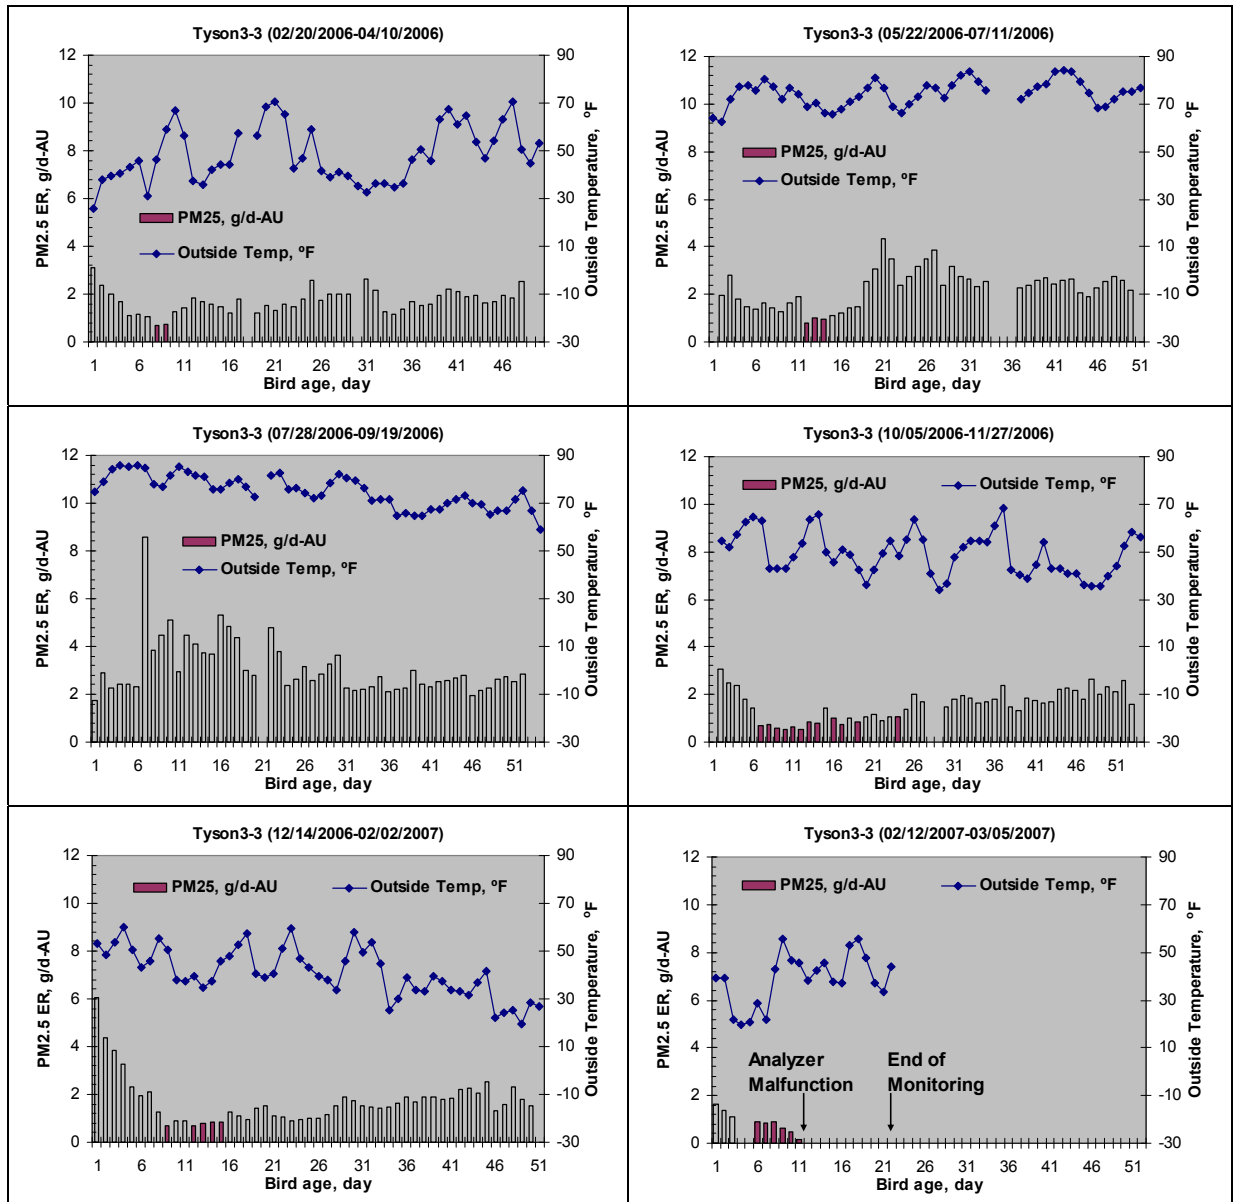 Tyson3-3 (02/20/2006-04/10/2006)
PM2.5 ER, g/d-AU
12
10
8
6
4
2
0
90
70
50
30
10
-10
-30
Outside Temperature, ºF
PM25, g/d-AU
Outside Temp, ºF
1 6 11 16 21 26 31 36 41 46
Bird age, day
Tyson3-3 (05/22/2006-07/11/2006)
PM2.5 ER, g/d-AU
12
10
8
6
4
2
0
90
70
50
30
10
-10
-30
Outside Temperature, ºF
PM25, g/d-AU
Outside Temp, ºF
1 6 11 16 21 26 31 36 41 46 51
Bird age, day
Tyson3-3 (07/28/2006-09/19/2006)
PM2.5 ER, g/d-AU
12
10
8
6
4
2
0
90
70
50
30
10
-10
-30
Outside Temperature, ºF
PM25, g/d-AU
Outside Temp, ºF
1 6 11 16 21 26 31 36 41 46 51
Bird age, day
Tyson3-3 (10/05/2006-11/27/2006)
PM2.5 ER, g/d-AU
12
10
8
6
4
2
0
90
70
50
30
10
-10
-30
Outside Temperature, ºF
PM25, g/d-AU
Outside Temp, ºF
1 6 11 16 21 26 31 36 41 46 51
Bird age, day
Tyson3-3 (12/14/2006-02/02/2007)
PM2.5 ER, g/d-AU
12
10
8
6
4
2
0
90
70
50
30
10
-10
-30
Outside Temperature, ºF
PM25, g/d-AU
Outside Temp, ºF
1 6 11 16 21 26 31 36 41 46 51
Bird age, day
Tyson3-3 (02/12/2007-03/05/2007)
PM2.5 ER, g/d-AU
12
10
8
6
4
2
0
90
70
50
30
10
-10
-30
Outside Temperature, ºF
PM25, g/d-AU
Outside Temp, ºF
Analyzer
Malfunction
End of
Monitoring
1 6 11 16 21 26 31 36 41 46 51
Bird age, day